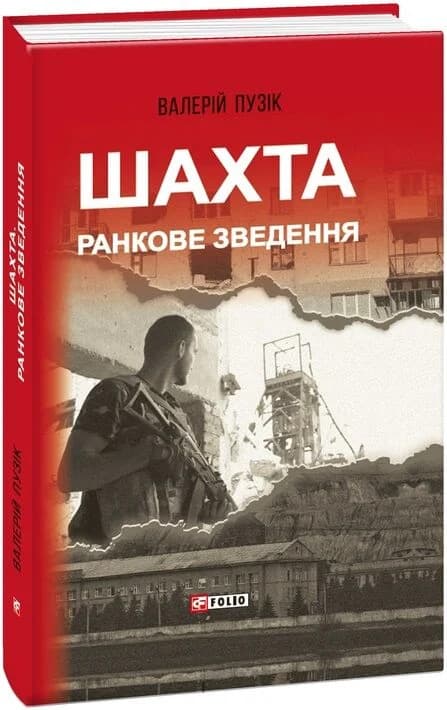 ВАЛЕРІЙ ПУЗІК
ШАХТА
РАНКОВЕ ЗВЕДЕННЯ
FOLIO
ШАХТА.
РАНКОВЕ ЗВЕДЕННЯ
ВАЛЕРІЙ ПУЗІК